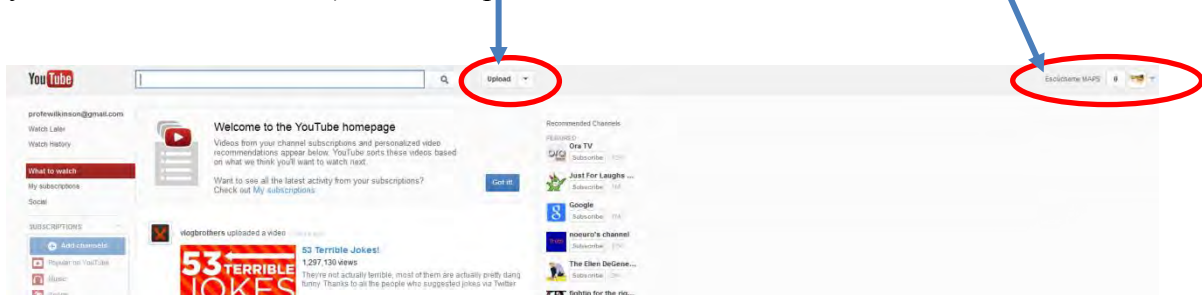 You Tube
Upload
Escúchame MAPS 0
profewilkinson@gmail.com
Watch Later
Watch History
What to watch
My subscriptions
Social
SUBSCRIPTIONS
Add channels
Popular on YouTube
Music
Welcome to the YouTube homepage
Videos from your channel subscriptions and personalized video
recommendations appear below. YouTube sorts these videos based
on what we think you'll want to watch next.
Want to see all the latest activity from your subscriptions?
Check out My subscriptions
Got it!
vlogbrothers uploaded a video
53 TERRIBLE
JOKES
53 Terrible Jokes!
1,297,130 views
They're not actually terrible, most of them are actually pretty dang
funny Thanks to all the people who suggested jokes via Twitter
Recommended Channels
FEATURED
Ora TV
Subscribe
Just For Laughs ...
Subscribe
Google
Subscribe
noeuro's channel
Subscribe
The Ellen DeGene...
Subscribe